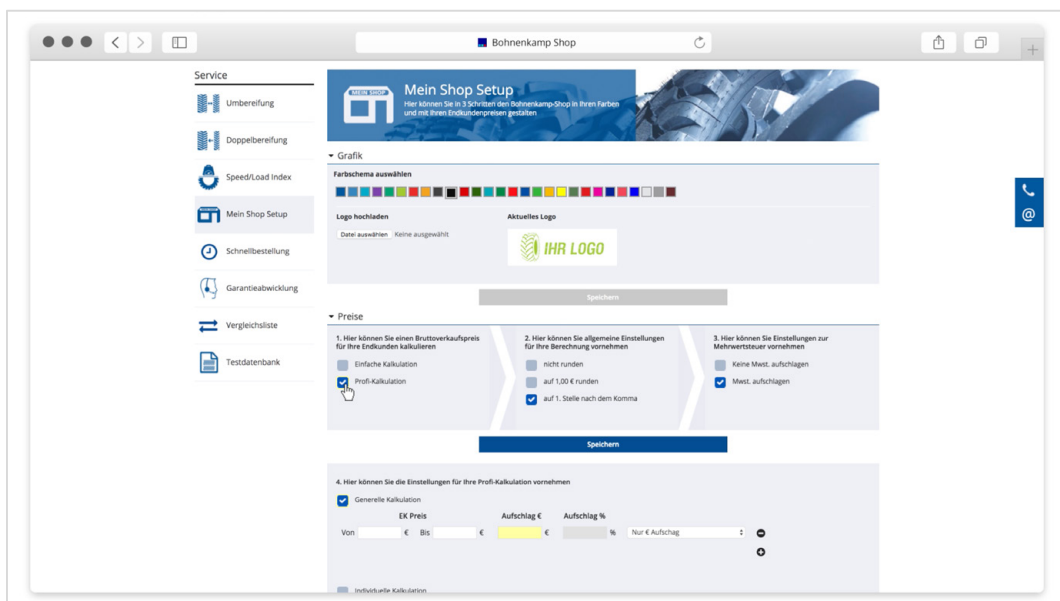 Bohnenkamp Shop
Service
Umbereifung
Doppelbereifung
Speed/Load Index
Mein Shop Setup
Schnellbestellung
Garantieabwicklung
Vergleichsliste
Testdatenbank
MEIN SHOP
Mein Shop Setup
Hier können Sie in 3 Schritten den Bohnenkamp-Shop in Ihren Farben
und mit Ihren Endkundenpreisen gestalten
Grafik
Farbschema auswählen
Logo hochladen
Datei auswählen Keine ausgewählt
Aktuelles Logo
IHR LOGO
Speichern
Preise
1. Hier können Sie einen Bruttoverkaufspreis
für Ihre Endkunden kalkulieren
Einfache Kalkulation
Profi-Kalkulation
2. Hier können Sie allgemeine Einstellungen
für Ihre Berechnung vornehmen
nicht runden
auf 1,00 € runden
auf 1. Stelle nach dem Komma
3. Hier können Sie Einstellungen zur
Mehrwertsteuer vornehmen
Keine Mwst. aufschlagen
Mwst. aufschlagen
Speichern
4. Hier können Sie die Einstellungen für Ihre Profi-Kalkulation vornehmen
Generelle Kalkulation
EK Preis Aufschlag € Aufschlag %
Von € Bis € € % Nur € Aufschag
Individuelle Kalkulation
@